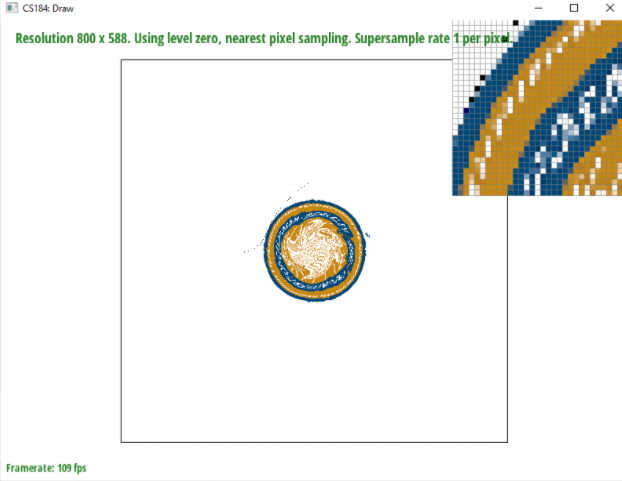 CS184: Draw
Resolution 800 x 588. Using level zero, nearest pixel sampling. Supersample rate 1 per pixel.
Framerate: 109 fps